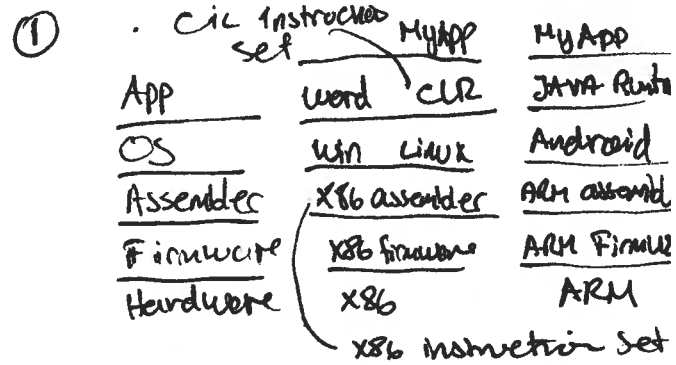 ① · CIL Instruction
set MyApp MyApp
App Word CLR JAVA Runt
OS Win Linux Android
Assembler X86 assembler ARM assembl
Firmware X86 firmware ARM Firmw
Hardware X86 ARM
X86 instruction set